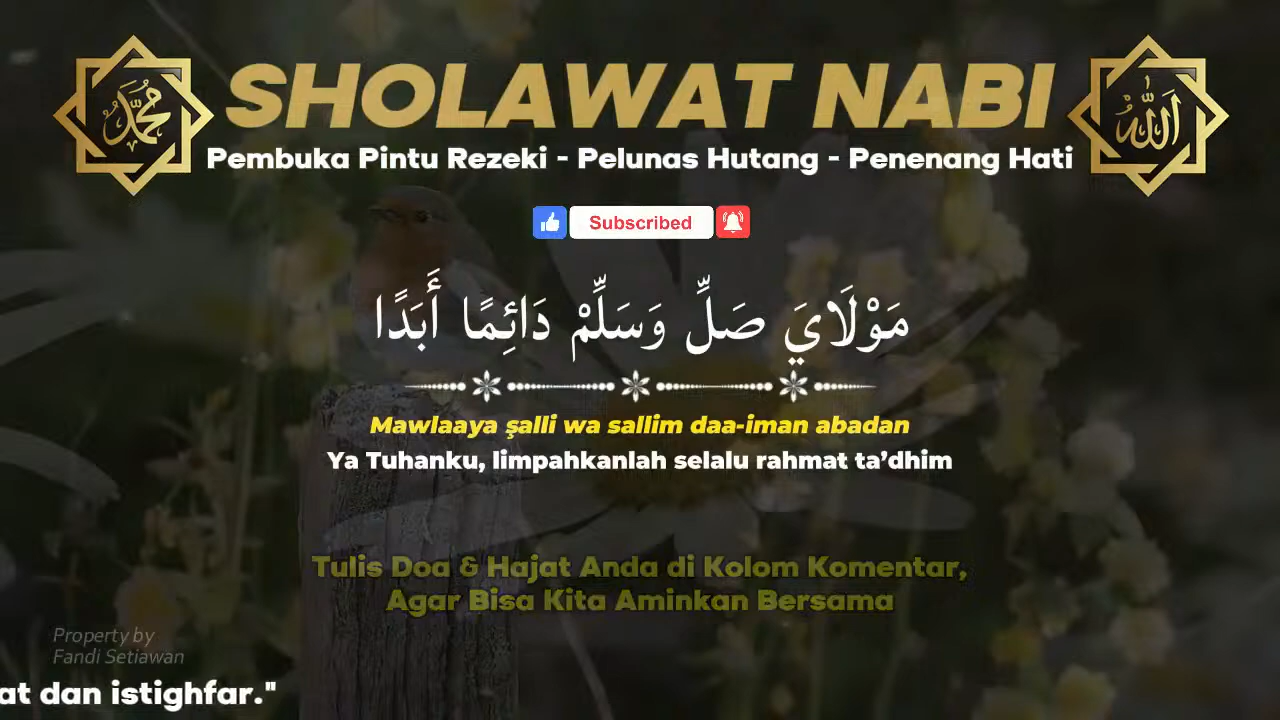 محمد
SHOLAWAT NABI
الله
Pembuka Pintu Rezeki - Pelunas Hutang - Penenang Hati
Subscribed
مَوْلَايَ صَلِّ وَسَلِّمْ دَائِمًا أَبَدًا
Mawlaaya şalli wa sallim daa-iman abadan
Ya Tuhanku, limpahkanlah selalu rahmat ta’dhim
Tulis Doa & Hajat Anda di Kolom Komentar,
Agar Bisa Kita Aminkan Bersama
Property by
Fandi Setiawan
at dan istighfar."